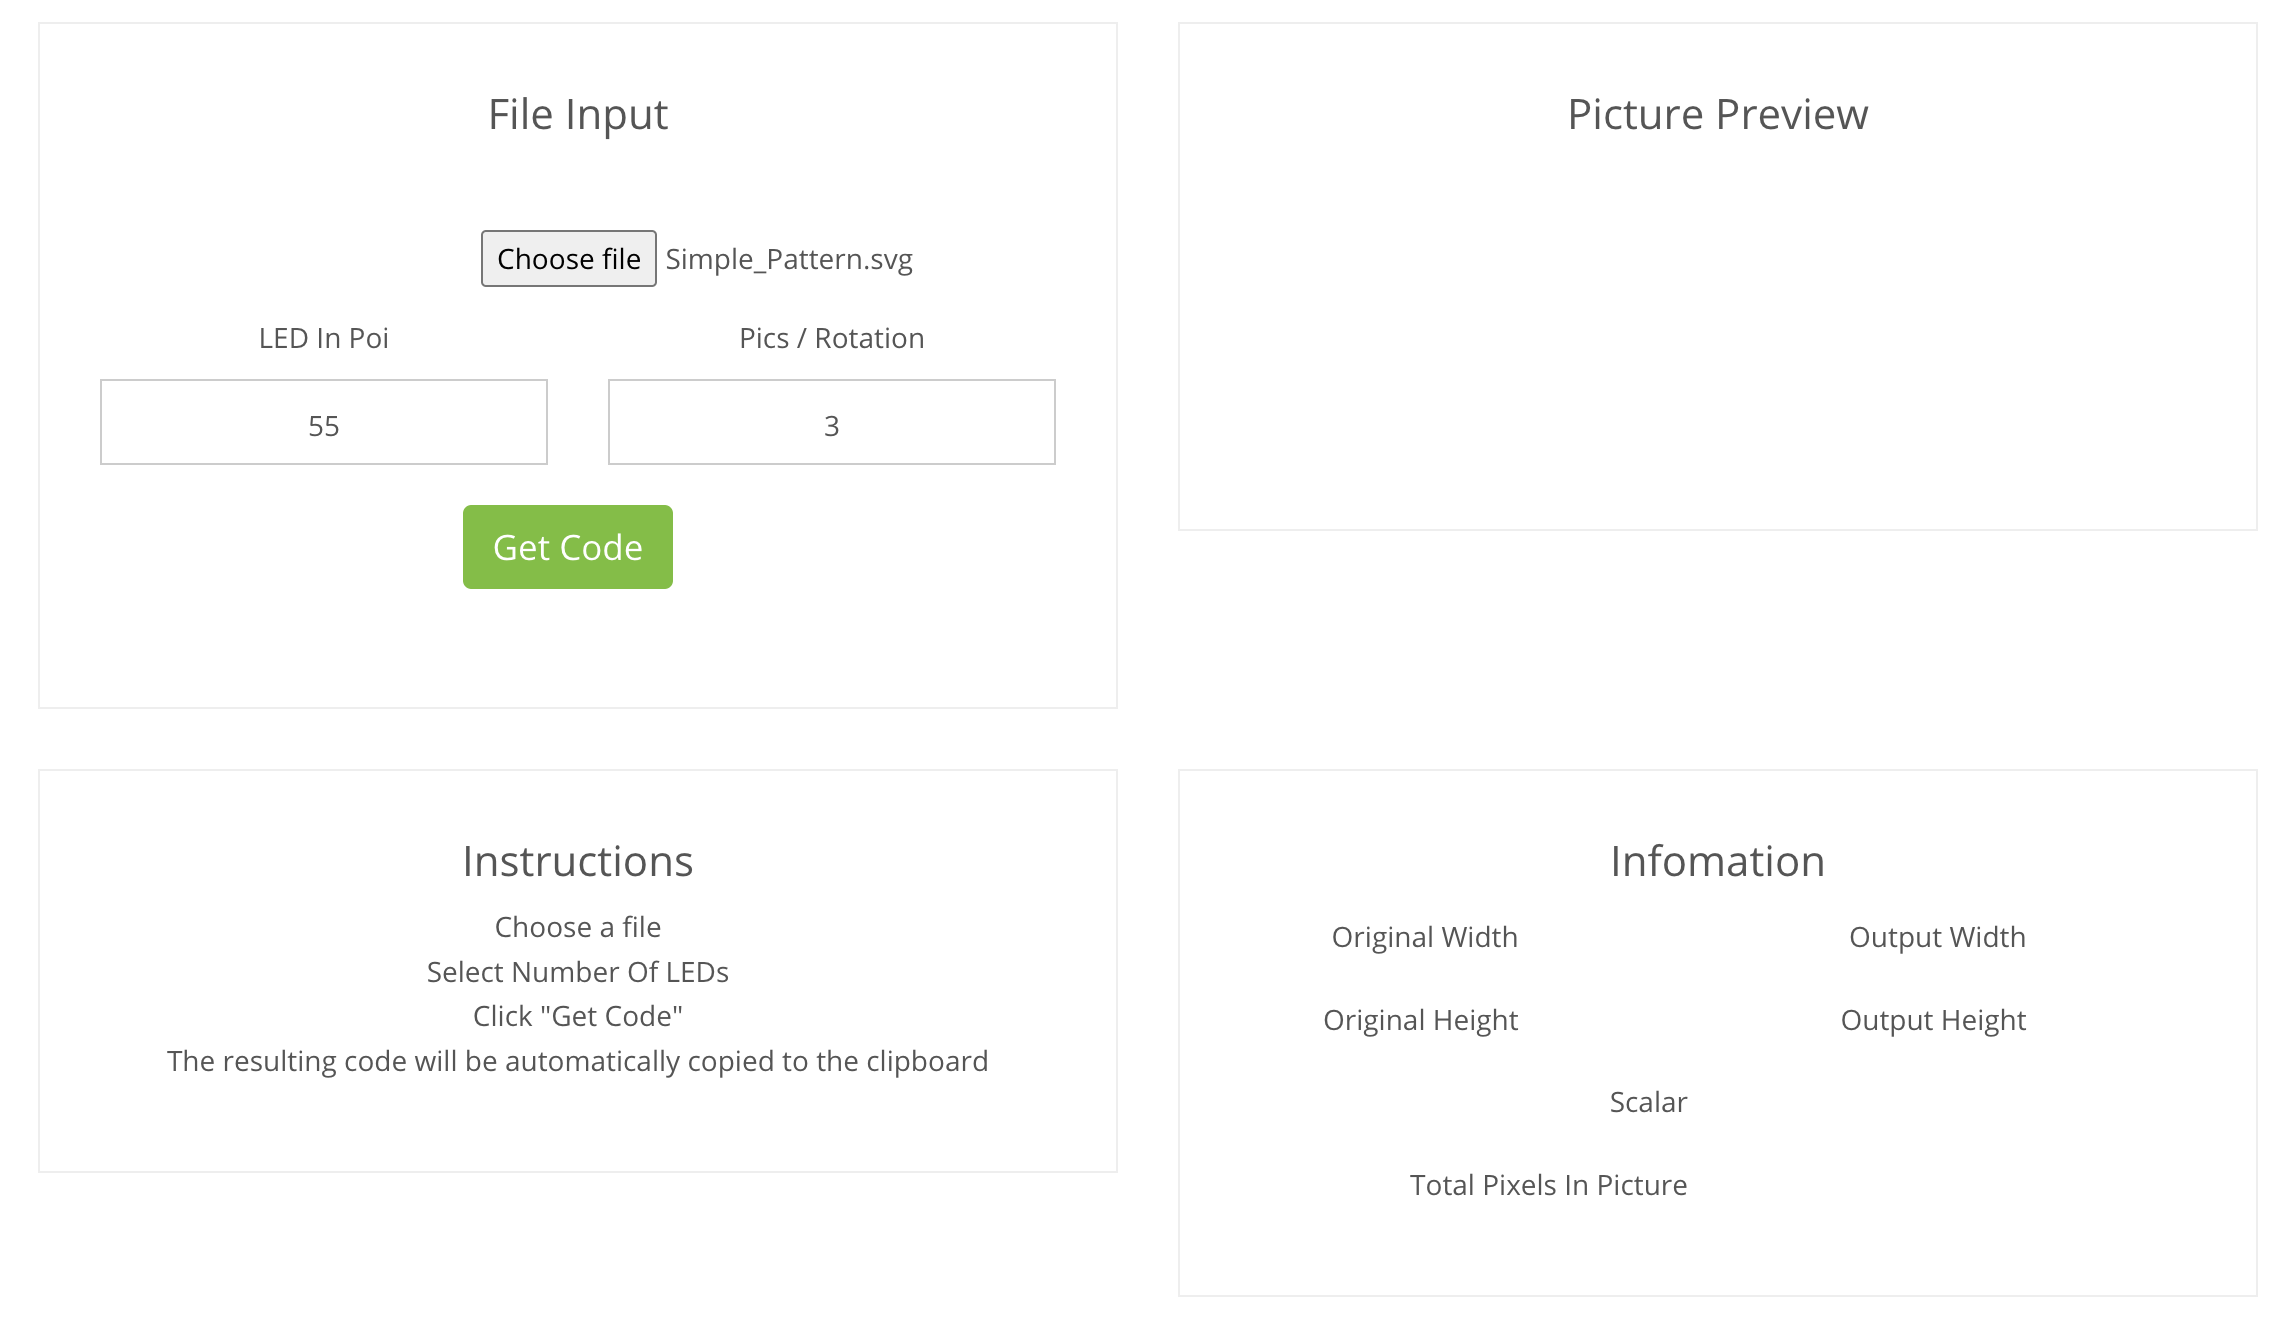 File Input
Choose file Simple_Pattern.svg
LED In Poi
Pics / Rotation
55
3
Get Code
Picture Preview
Instructions
Choose a file
Select Number Of LEDs
Click "Get Code"
The resulting code will be automatically copied to the clipboard
Infomation
Original Width
Output Width
Original Height
Output Height
Scalar
Total Pixels In Picture